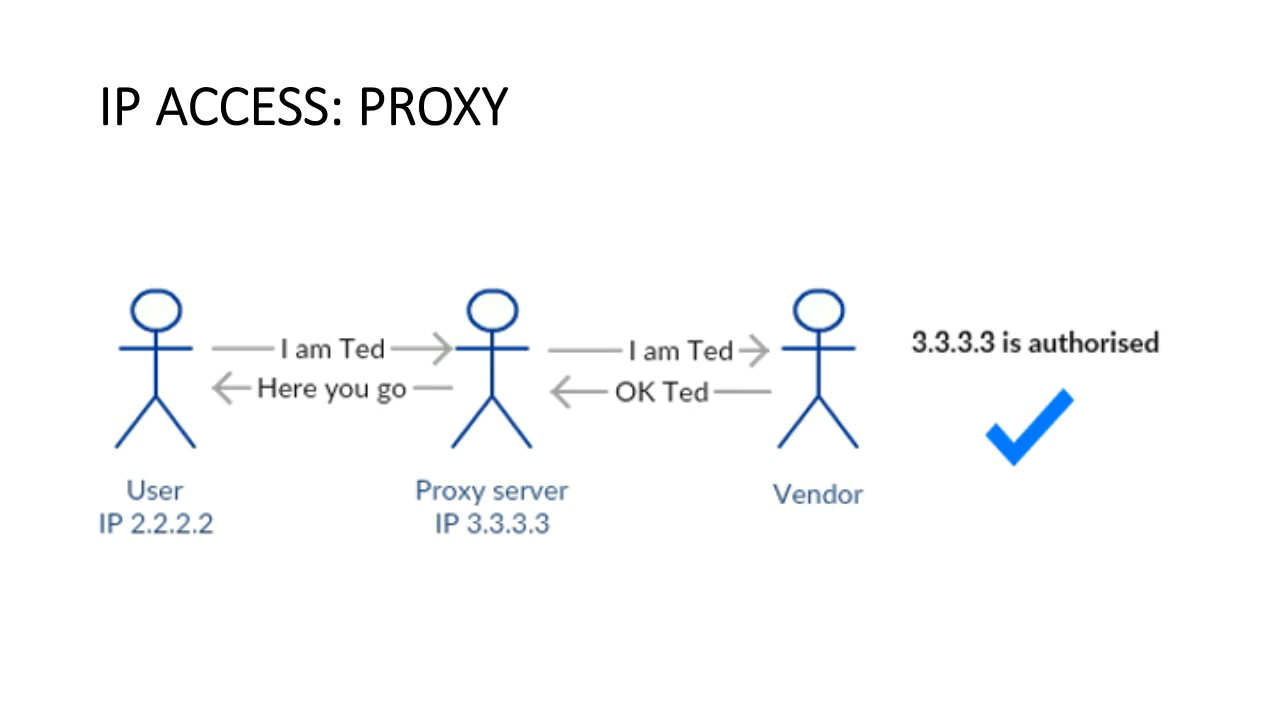 IP ACCESS: PROXY
I am Ted
Here you go
I am Ted
OK Ted
3.3.3.3 is authorised
User
IP 2.2.2.2
Proxy server
IP 3.3.3.3
Vendor